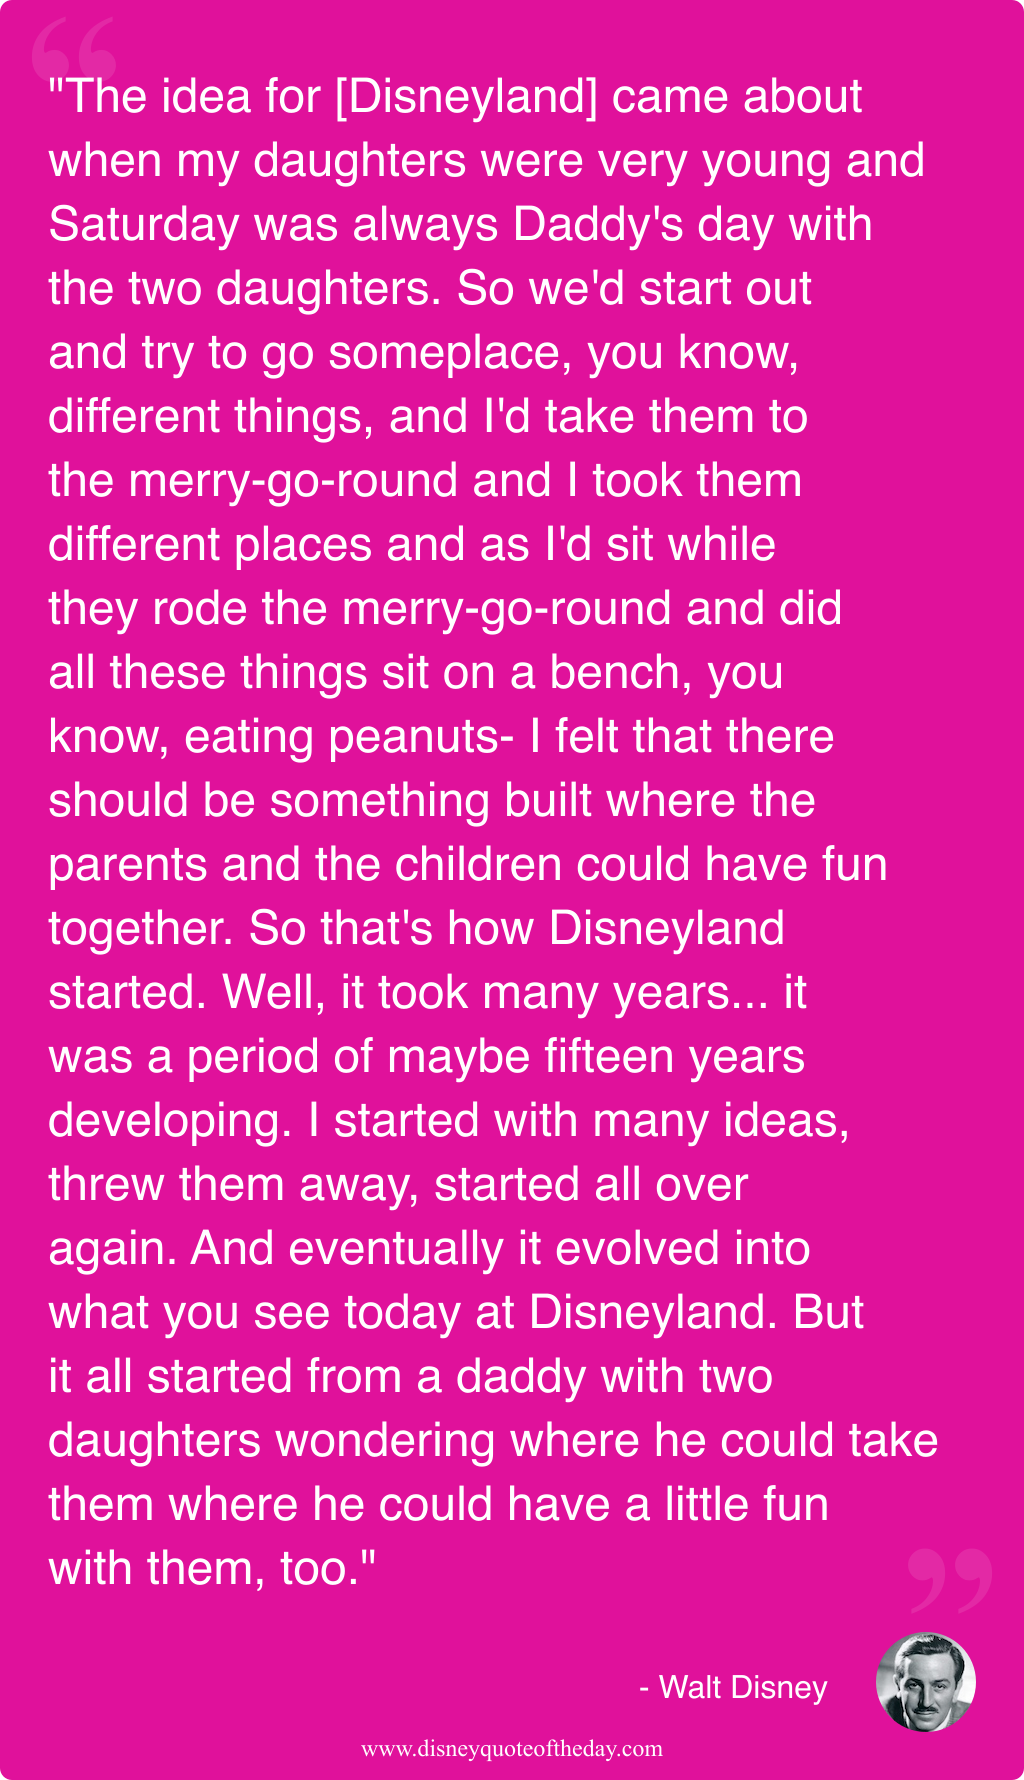 "The idea for [Disneyland] came about
when my daughters were very young and
Saturday was always Daddy's day with
the two daughters. So we'd start out
and try to go someplace, you know,
different things, and I'd take them to
the merry-go-round and I took them
different places and as I'd sit while
they rode the merry-go-round and did
all these things sit on a bench, you
know, eating peanuts- I felt that there
should be something built where the
parents and the children could have fun
together. So that's how Disneyland
started. Well, it took many years... it
was a period of maybe fifteen years
developing. I started with many ideas,
threw them away, started all over
again. And eventually it evolved into
what you see today at Disneyland. But
it all started from a daddy with two
daughters wondering where he could take
them where he could have a little fun
with them, too."
- Walt Disney
www.disneyquoteoftheday.com